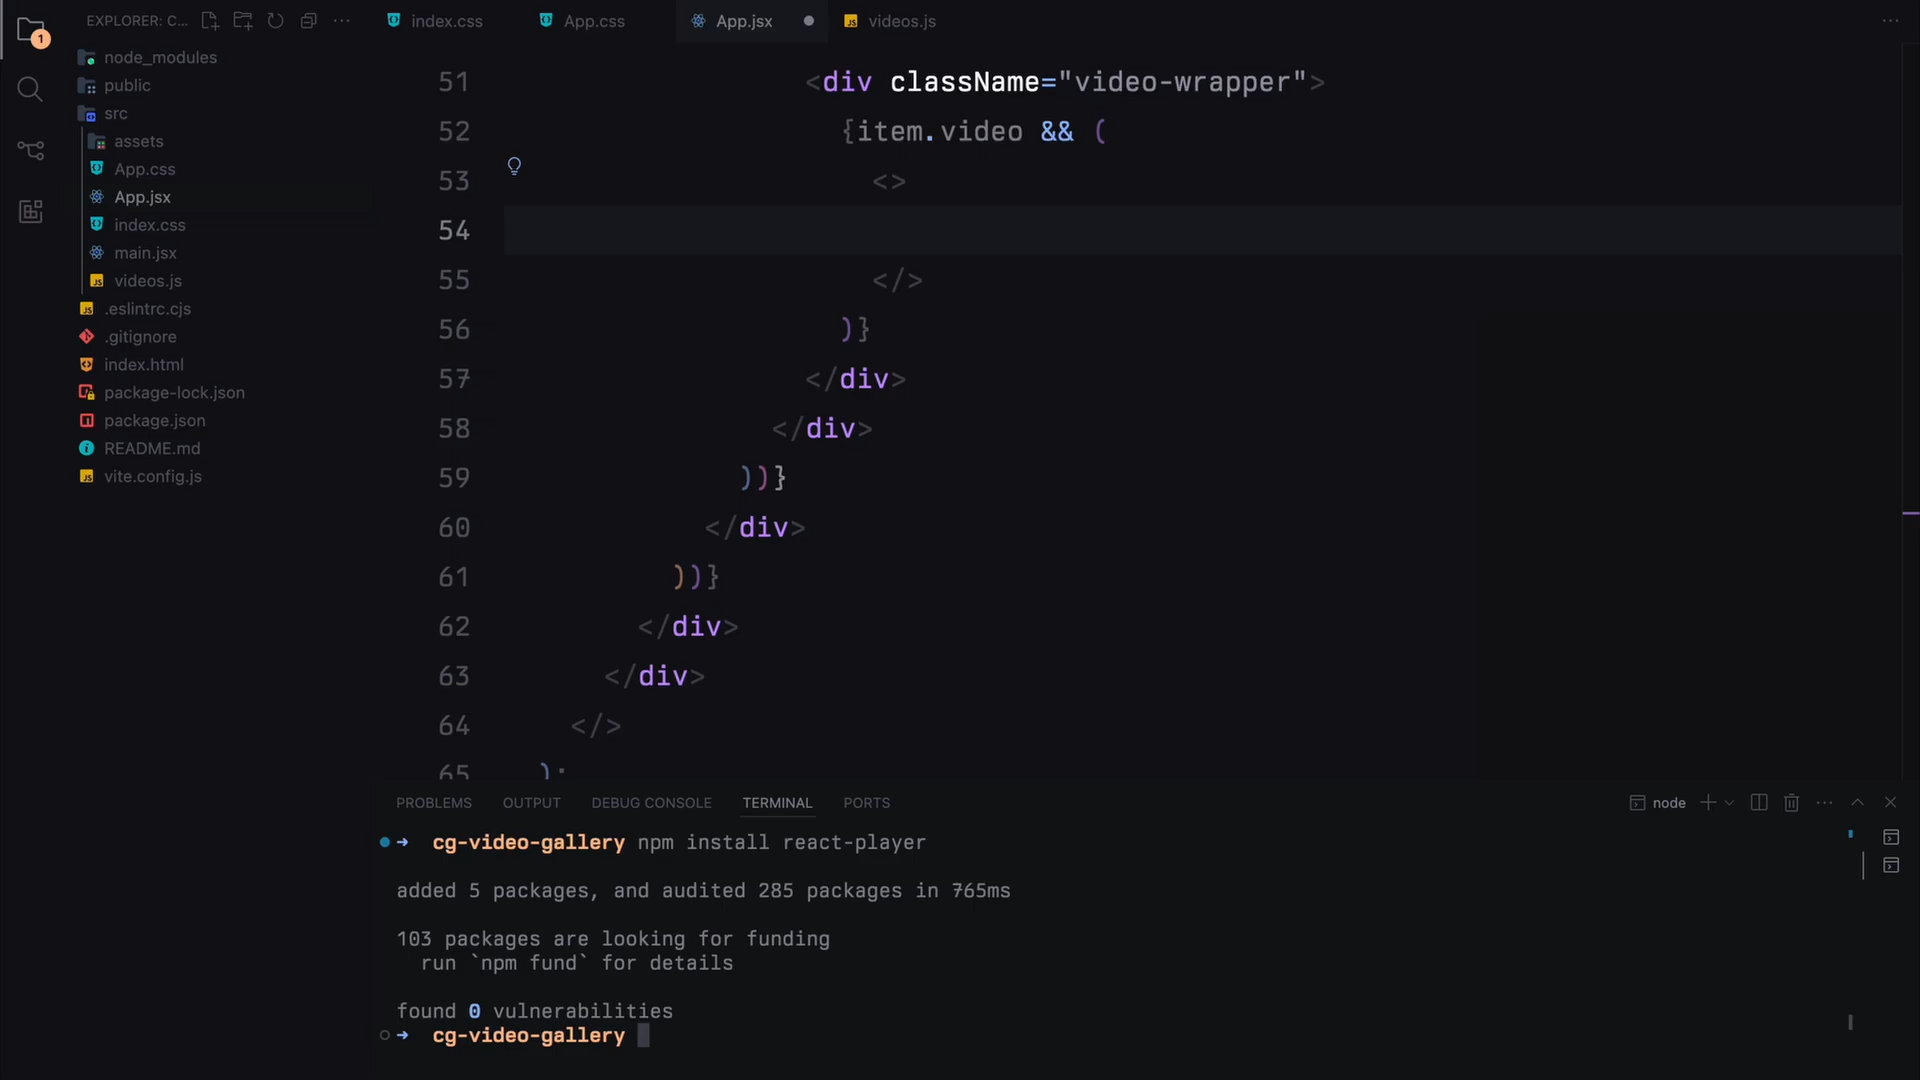 EXPLORER: C...
index.css
App.css
App.jsx
videos.js
1
node_modules
public
src
assets
App.css
App.jsx
index.css
main.jsx
videos.js
.eslintrc.cjs
.gitignore
index.html
package-lock.json
package.json
README.md
vite.config.js
51 <div className="video-wrapper">
52 {item.video && (
53 <>
54
55 </>
56 )}
57 </div>
58 </div>
59 ))}
60 </div>
61 ))}
62 </div>
63 </div>
64 </>
65 );
PROBLEMS OUTPUT DEBUG CONSOLE TERMINAL PORTS
node
➜ cg-video-gallery npm install react-player
added 5 packages, and audited 285 packages in 765ms
103 packages are looking for funding
run `npm fund` for details
found 0 vulnerabilities
➜ cg-video-gallery